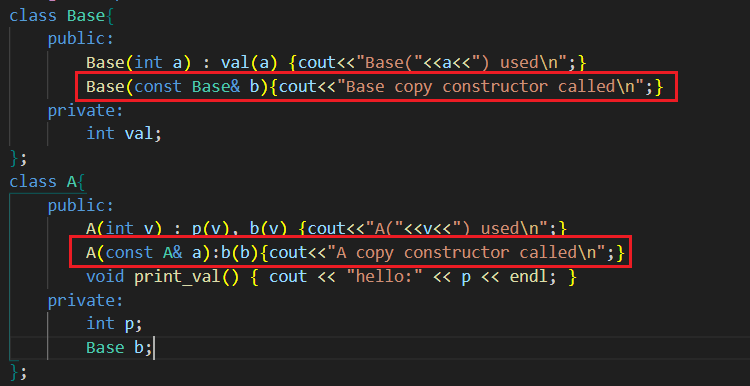 class Base{
    public:
        Base(int a) : val(a) {cout<<"Base("<<a<<") used\n";}
        Base(const Base& b){cout<<"Base copy constructor called\n";}
    private:
        int val;
};
class A{
    public:
        A(int v) : p(v), b(v) {cout<<"A("<<v<<") used\n";}
        A(const A& a):b(b){cout<<"A copy constructor called\n";}
        void print_val() { cout << "hello:" << p << endl; }
    private:
        int p;
        Base b;
};